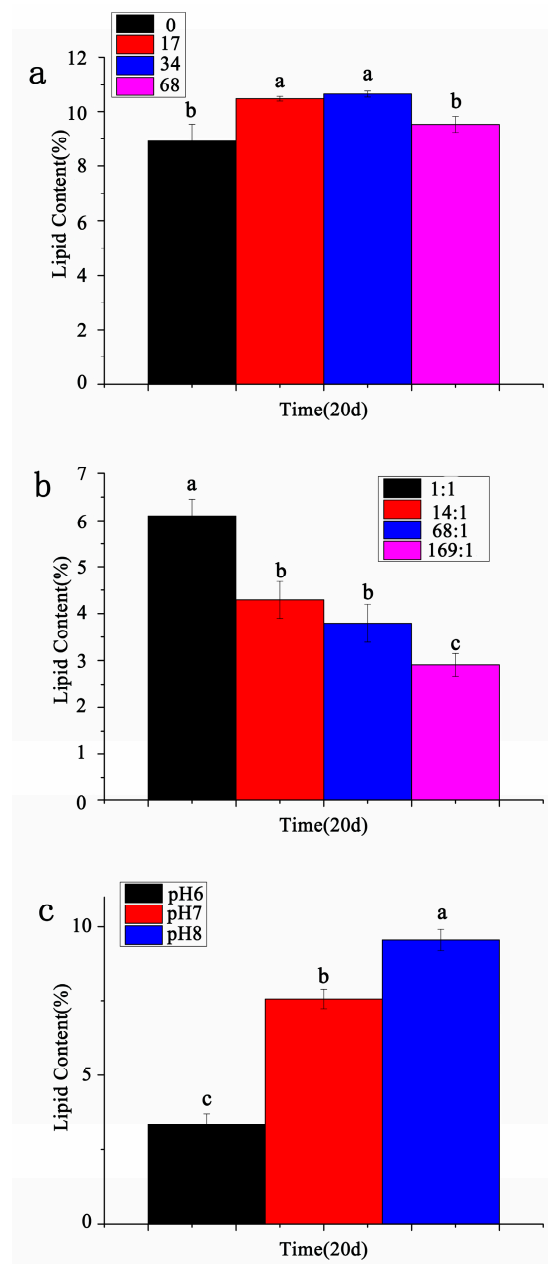 a
0
17
34
68
12
10
8
6
4
2
0
Lipid Content(%)
b
a
a
b
Time(20d)
b
1:1
14:1
68:1
169:1
7
6
5
4
3
2
1
0
Lipid Content(%)
a
b
b
c
Time(20d)
c
pH6
pH7
pH8
10
5
0
Lipid Content(%)
c
b
a
Time(20d)